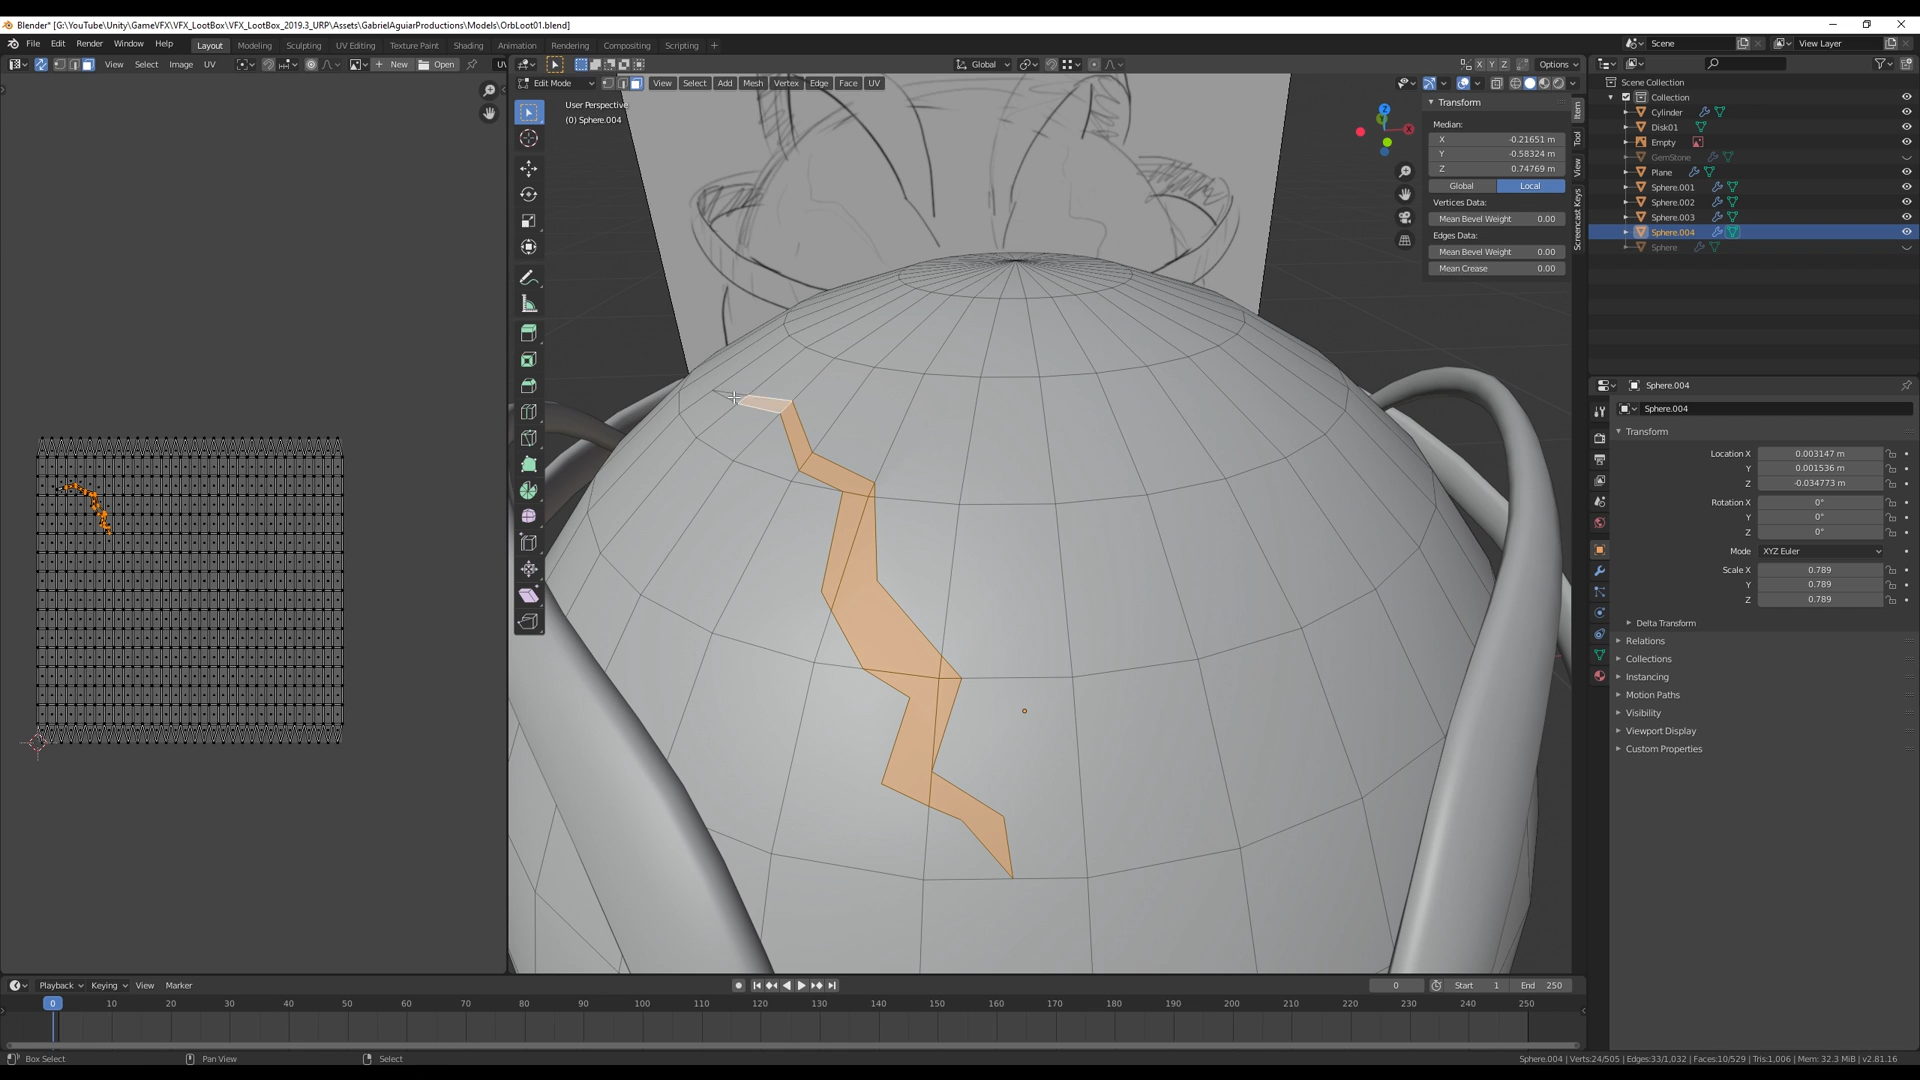 Blender* [G:\YouTube\Unity\GameVFX\VFX_LootBox\VFX_LootBox_2019.3_URP\Assets\GabrielAguiarProductions\Models\OrbLoot01.blend]
File Edit Render Window Help Layout Modeling Sculpting UV Editing Texture Paint Shading Animation Rendering Compositing Scripting + Scene View Layer
View Select Image UV New Open UV Global X Y Z Options
Edit Mode View Select Add Mesh Vertex Edge Face UV
User Perspective
(0) Sphere.004
Transform
Median:
X -0.21651 m
Y -0.58324 m
Z 0.74769 m
Global Local
Vertices Data:
Mean Bevel Weight 0.00
Edges Data:
Mean Bevel Weight 0.00
Mean Crease 0.00
Item
Tool
View
Screencast Keys
Z
X
Scene Collection
Collection
Cylinder
Disk01
Empty
GemStone
Plane
Sphere.001
Sphere.002
Sphere.003
Sphere.004
Sphere
Sphere.004
Sphere.004
Transform
Location X 0.003147 m
Y 0.001536 m
Z -0.034773 m
Rotation X 0°
Y 0°
Z 0°
Mode XYZ Euler
Scale X 0.789
Y 0.789
Z 0.789
Delta Transform
Relations
Collections
Instancing
Motion Paths
Visibility
Viewport Display
Custom Properties
Playback Keying View Marker 0 Start 1 End 250
0 10 20 30 40 50 60 70 80 90 100 110 120 130 140 150 160 170 180 190 200 210 220 230 240 250
Box Select Pan View Select Sphere.004 | Verts:24/505 | Edges:33/1,032 | Faces:10/529 | Tris:1,006 | Mem: 32.3 MiB | v2.81.16